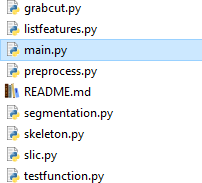 grabcut.py
listfeatures.py
main.py
preprocess.py
README.md
segmentation.py
skeleton.py
slic.py
testfunction.py